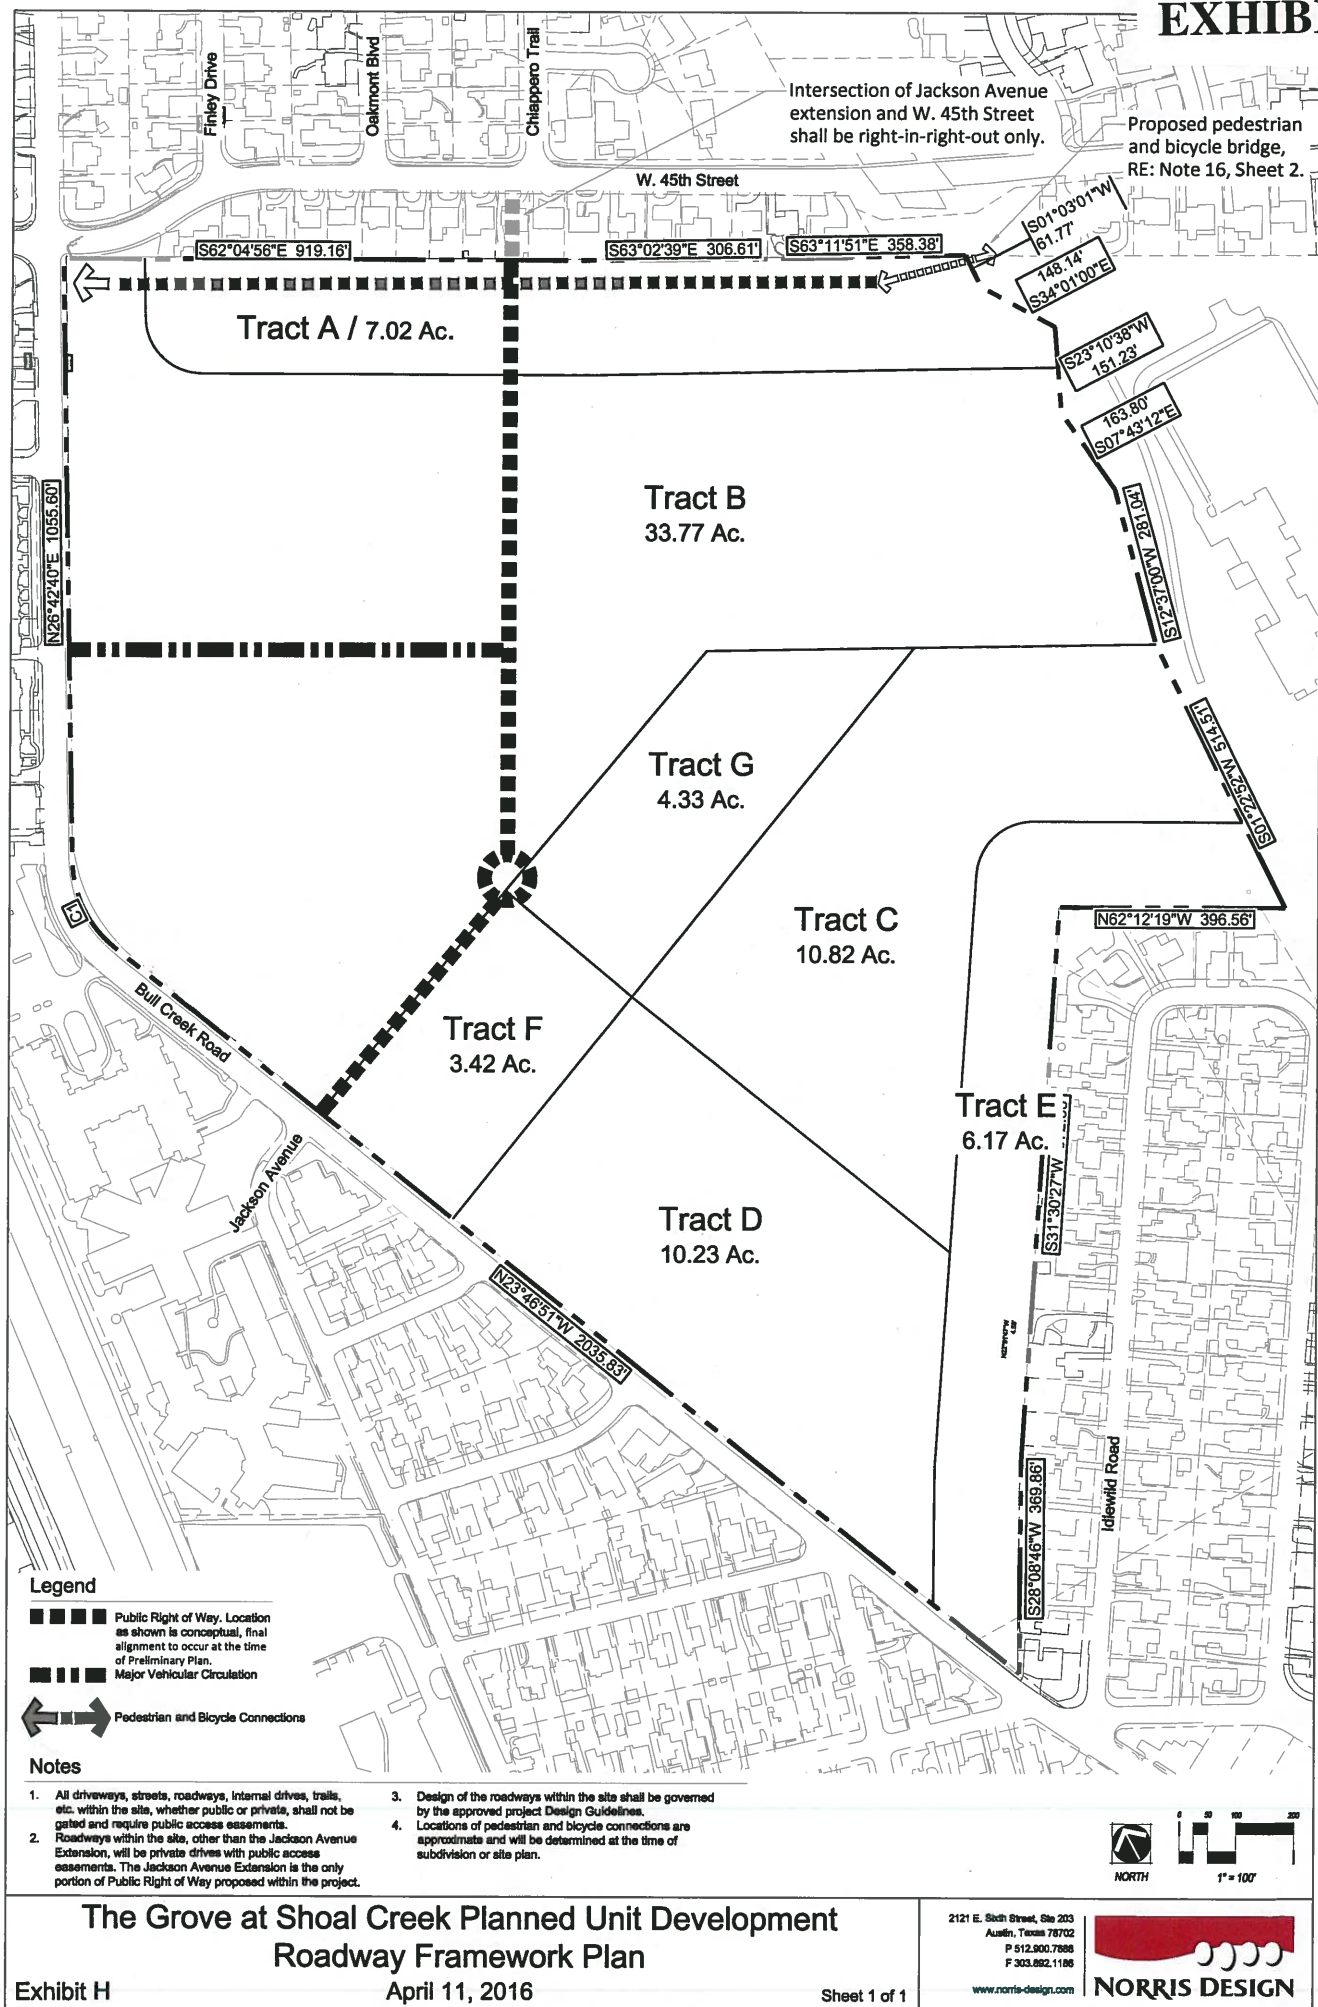 EXHIB
Finley Drive
Oakmont Blvd
Chiappero Trail
Intersection of Jackson Avenue
extension and W. 45th Street
shall be right-in-right-out only.
Proposed pedestrian
and bicycle bridge,
RE: Note 16, Sheet 2.
W. 45th Street
S62°04'56"E 919.16'
S63°02'39"E 306.61'
S63°11'51"E 358.38'
S01°03'01"W
61.77'
148.14'
S34°01'00"E
Tract A / 7.02 Ac.
S23°10'38"W
151.23'
163.80'
S07°43'12"E
Tract B
33.77 Ac.
N26°42'40"E 1055.60'
S12°37'00"W 281.04'
Tract G
4.33 Ac.
S01°22'52"W 514.51'
C1
Tract C
10.82 Ac.
N62°12'19"W 396.56'
Bull Creek Road
Tract F
3.42 Ac.
Tract E
6.17 Ac.
S31°30'27"W
Jackson Avenue
Tract D
10.23 Ac.
N23°46'51"W 2035.83'
Idlewild Road
S28°08'46"W 369.86'
Legend
Public Right of Way. Location
as shown is conceptual, final
alignment to occur at the time
of Preliminary Plan.
Major Vehicular Circulation
Pedestrian and Bicycle Connections
Notes
1. All driveways, streets, roadways, internal drives, trails,
etc. within the site, whether public or private, shall not be
gated and require public access easements.
2. Roadways within the site, other than the Jackson Avenue
Extension, will be private drives with public access
easements. The Jackson Avenue Extension is the only
portion of Public Right of Way proposed within the project.
3. Design of the roadways within the site shall be governed
by the approved project Design Guidelines.
4. Locations of pedestrian and bicycle connections are
approximate and will be determined at the time of
subdivision or site plan.
NORTH
0 50 100 200
1" = 100'
The Grove at Shoal Creek Planned Unit Development
Roadway Framework Plan
Exhibit H
April 11, 2016
Sheet 1 of 1
2121 E. Sixth Street, Ste 203
Austin, Texas 78702
P 512.900.7888
F 303.892.1186
www.norris-design.com
NORRIS DESIGN